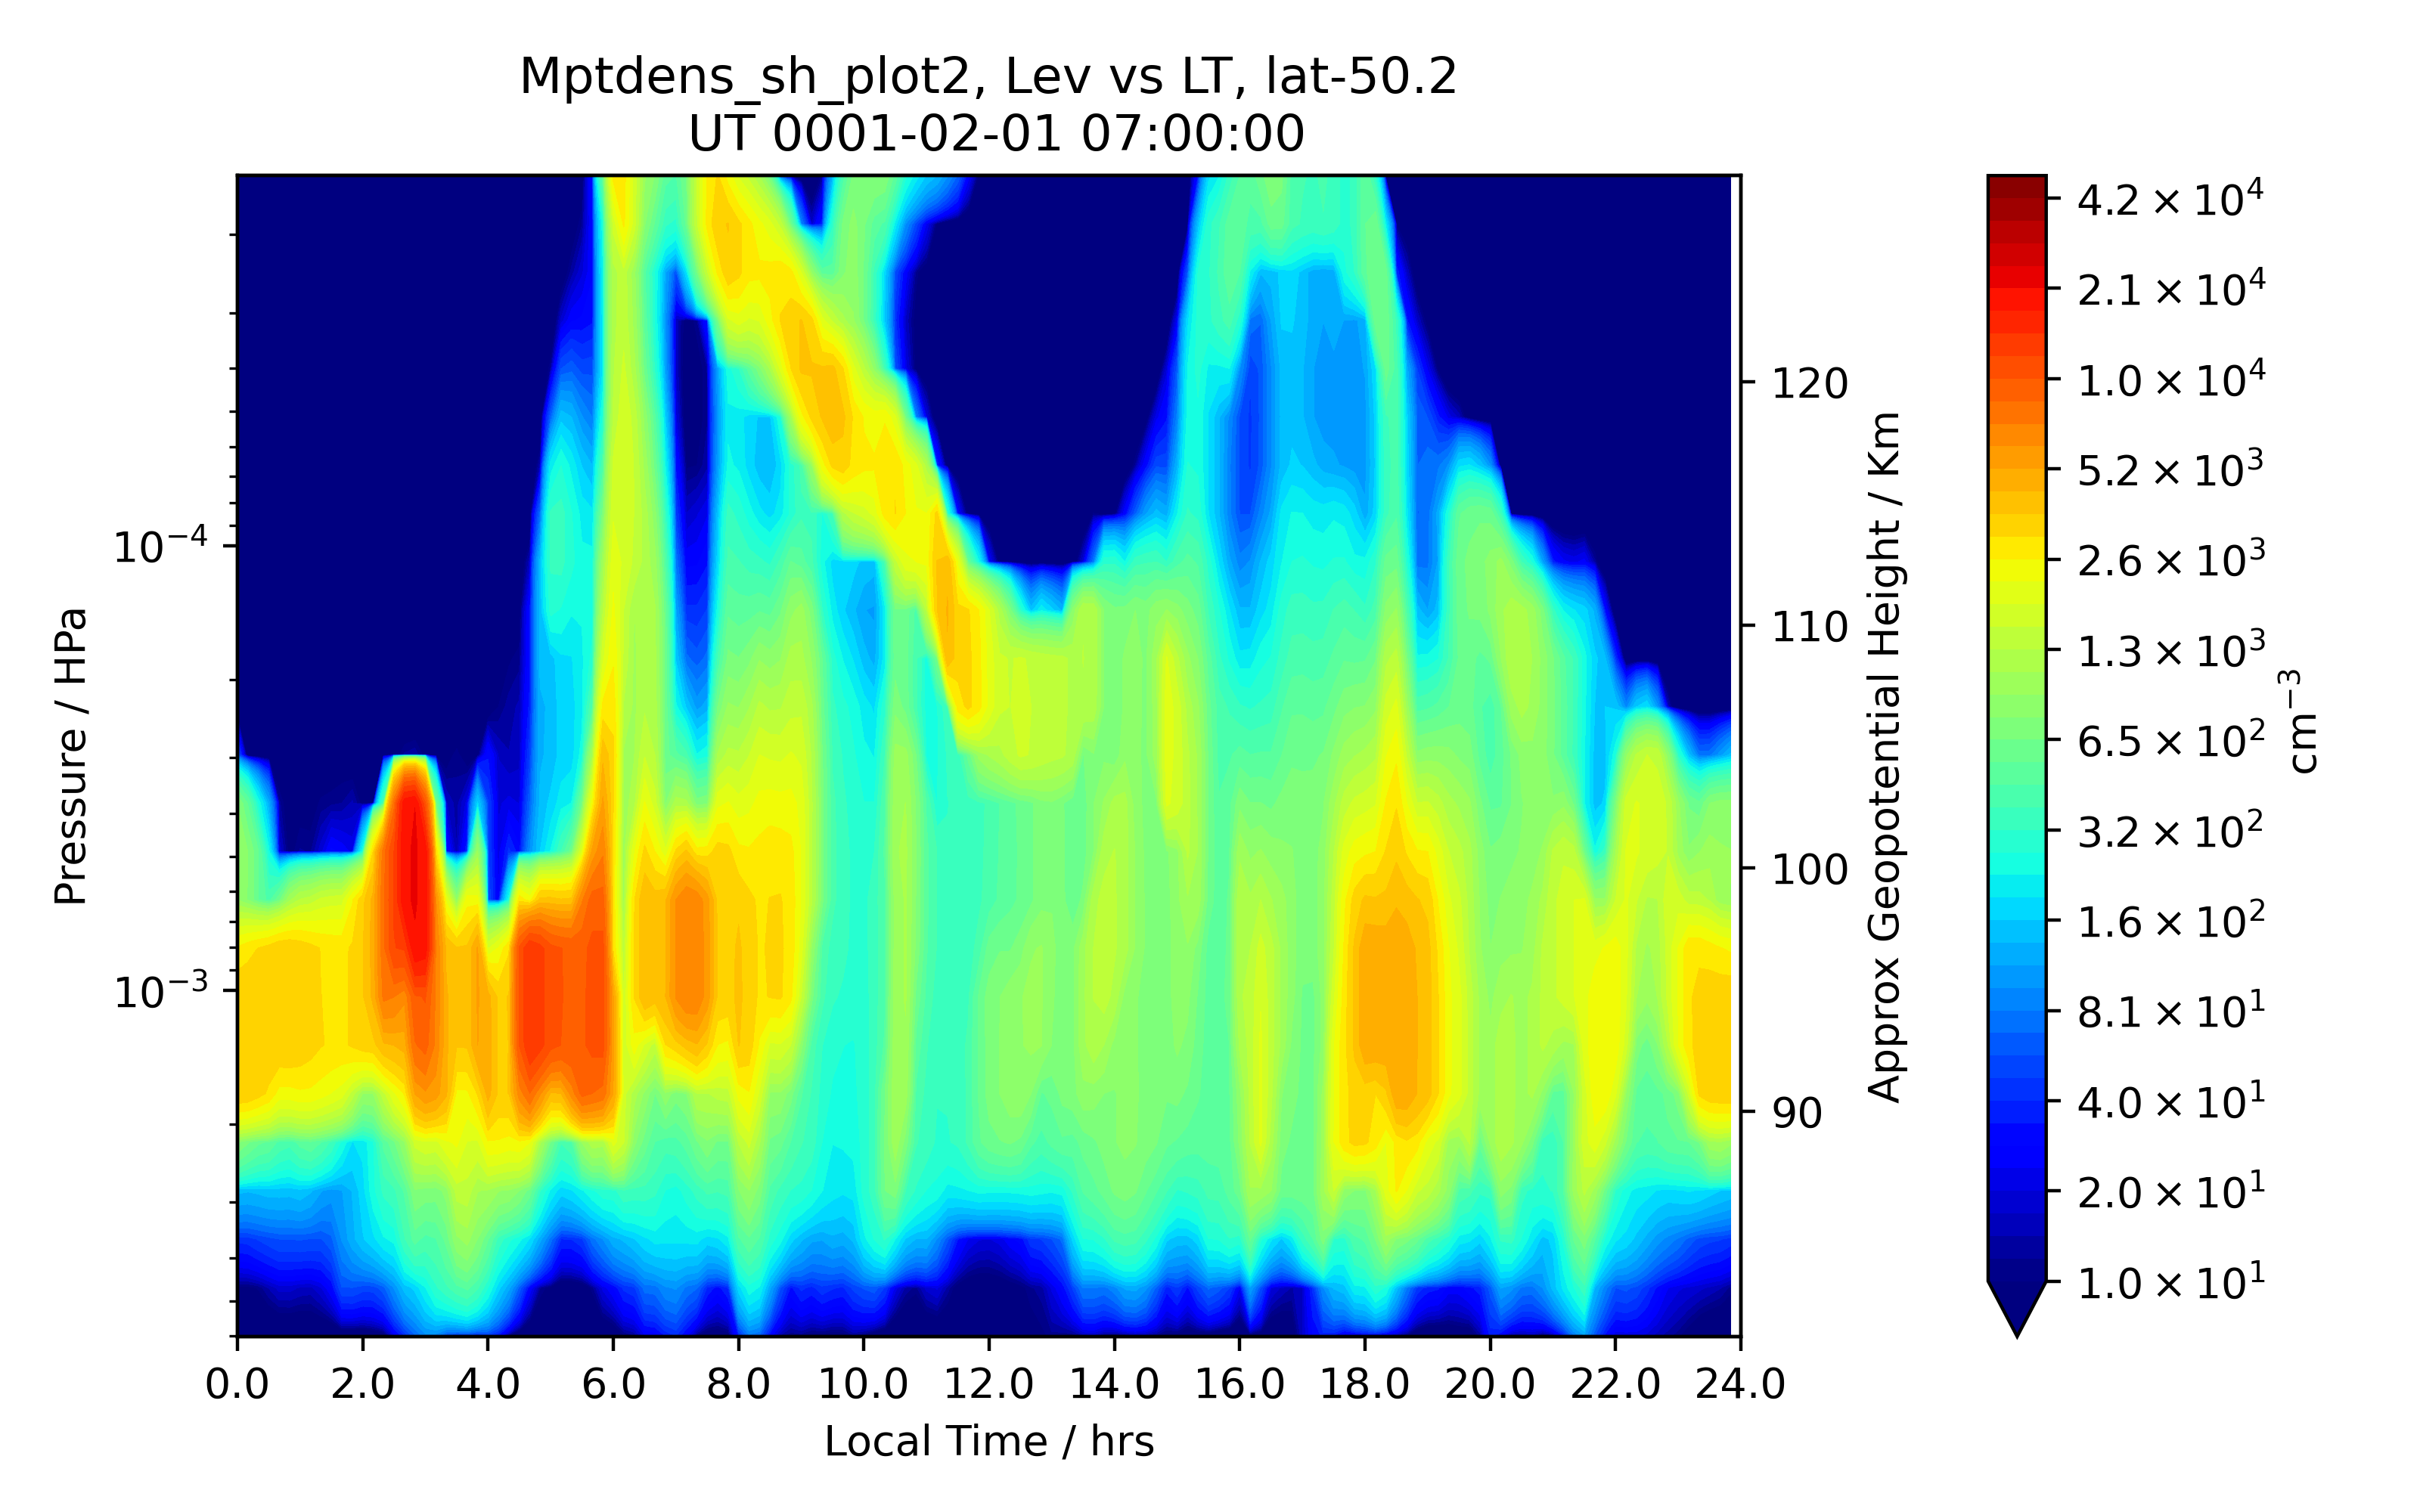 Mptdens_sh_plot2, Lev vs LT, lat-50.2
UT 0001-02-01 07:00:00
Pressure / HPa
10⁻⁴
10⁻³
0.0 2.0 4.0 6.0 8.0 10.0 12.0 14.0 16.0 18.0 20.0 22.0 24.0
Local Time / hrs
120
110
100
90
Approx Geopotential Height / Km
4.2 × 10⁴
2.1 × 10⁴
1.0 × 10⁴
5.2 × 10³
2.6 × 10³
1.3 × 10³
6.5 × 10²
3.2 × 10²
1.6 × 10²
8.1 × 10¹
4.0 × 10¹
2.0 × 10¹
1.0 × 10¹
cm⁻³